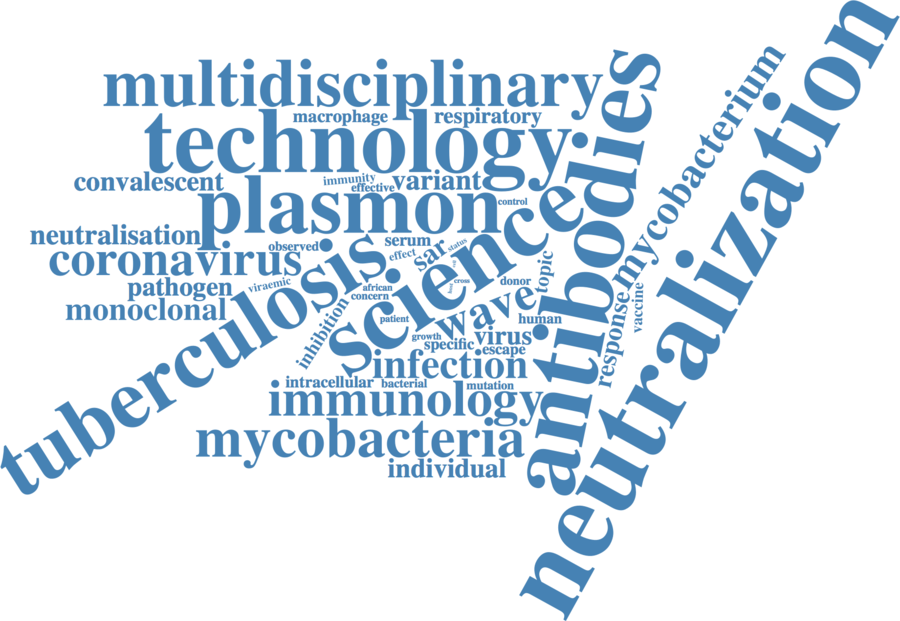 multidisciplinary
macrophage
respiratory
technology
convalescent
immunity
effective
variant
plasmon
control
neutralisation
observed
serum
status
coronavirus
effect
sar
science
tuberculosis
pathogen
viraemic
african
concern
cross
donor
topic
monoclonal
inhibition
patient
wave
human
growth
specific
virus
escape
infection
intracellular
bacterial
mutation
immunology
mycobacteria
individual
antibodies
response
vaccine
mycobacterium
neutralization